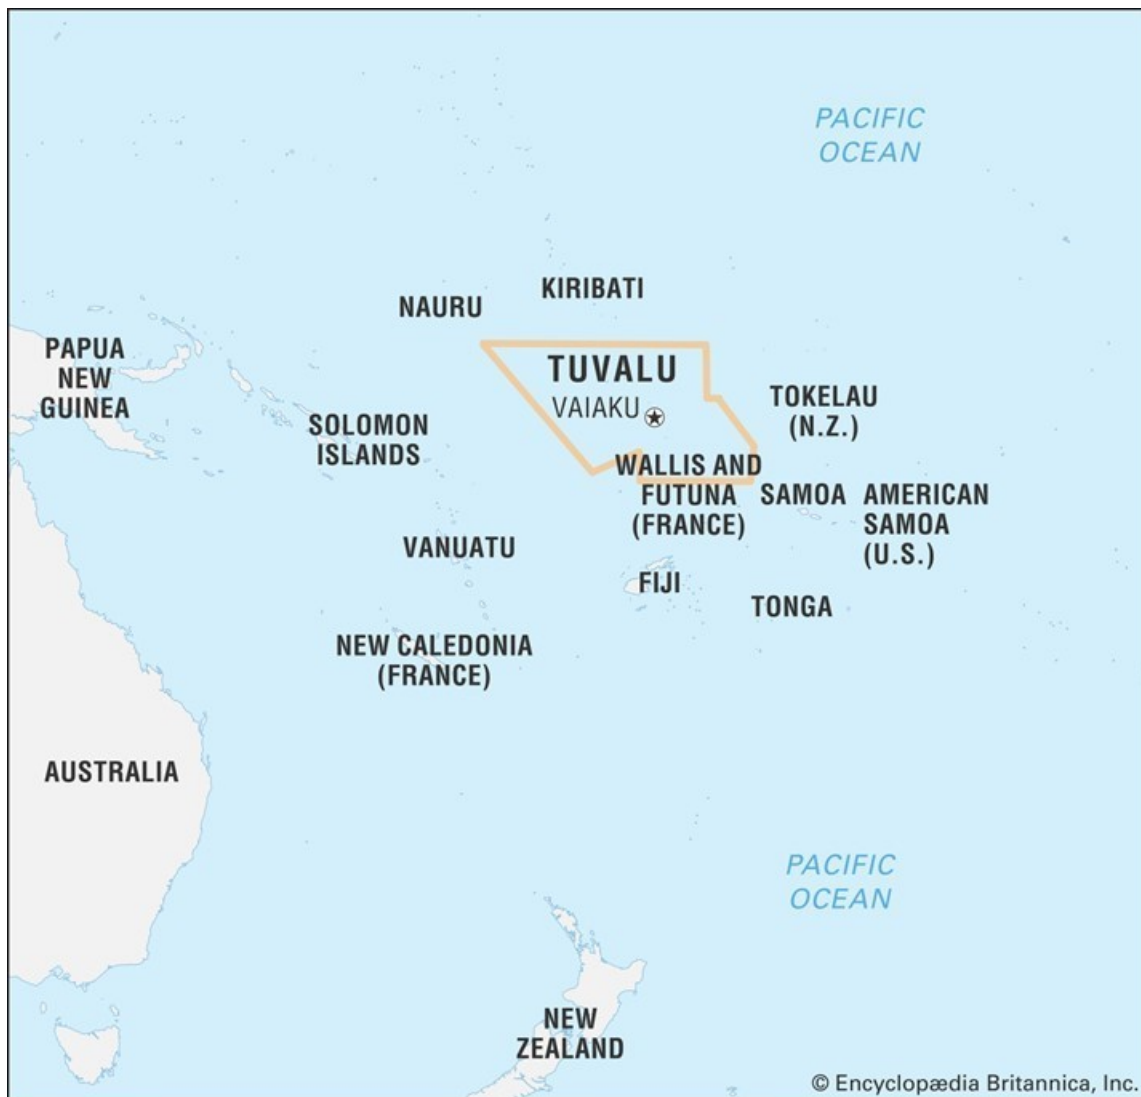 PACIFIC
OCEAN
KIRIBATI
NAURU
PAPUA
NEW
GUINEA
TUVALU
VAIAKU
TOKELAU
(N.Z.)
SOLOMON
ISLANDS
WALLIS AND
FUTUNA
(FRANCE)
SAMOA
AMERICAN
SAMOA
(U.S.)
VANUATU
FIJI
TONGA
NEW CALEDONIA
(FRANCE)
AUSTRALIA
PACIFIC
OCEAN
NEW
ZEALAND
© Encyclopædia Britannica, Inc.